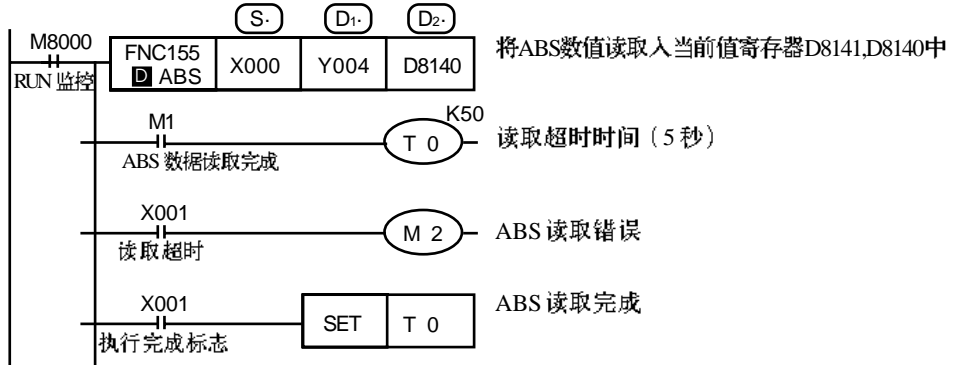 S· D1· D2·
M8000 FNC155 D ABS X000 Y004 D8140 将ABS数值读取入当前值寄存器D8141,D8140中
RUN 监控
M1 T 0 K50 读取超时时间（5 秒）
ABS 数据读取完成
X001 M 2 ABS 读取错误
读取超时
X001 SET T 0 ABS 读取完成
执行完成标志